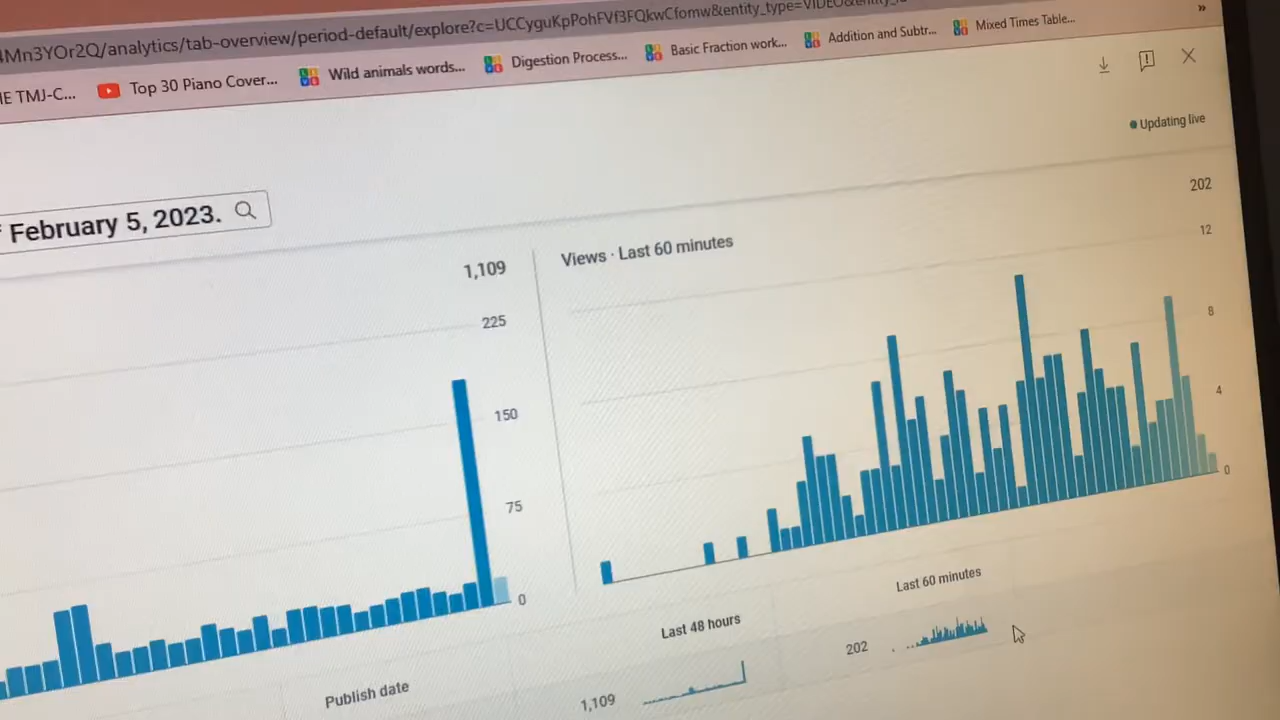 4Mn3YOr2Q/analytics/tab-overview/period-default/explore?c=UCCyguKpPohFVf3FQkwCfomw&entity_type=VIDEO&entity_
IE TMJ-C... Top 30 Piano Cover... Wild animals words... Digestion Process... Basic Fraction work... Addition and Subtr... Mixed Times Table... »
Updating live
February 5, 2023.
1,109
225
150
75
0
Views · Last 60 minutes
202
12
8
4
0
Publish date
Last 48 hours
Last 60 minutes
1,109
202